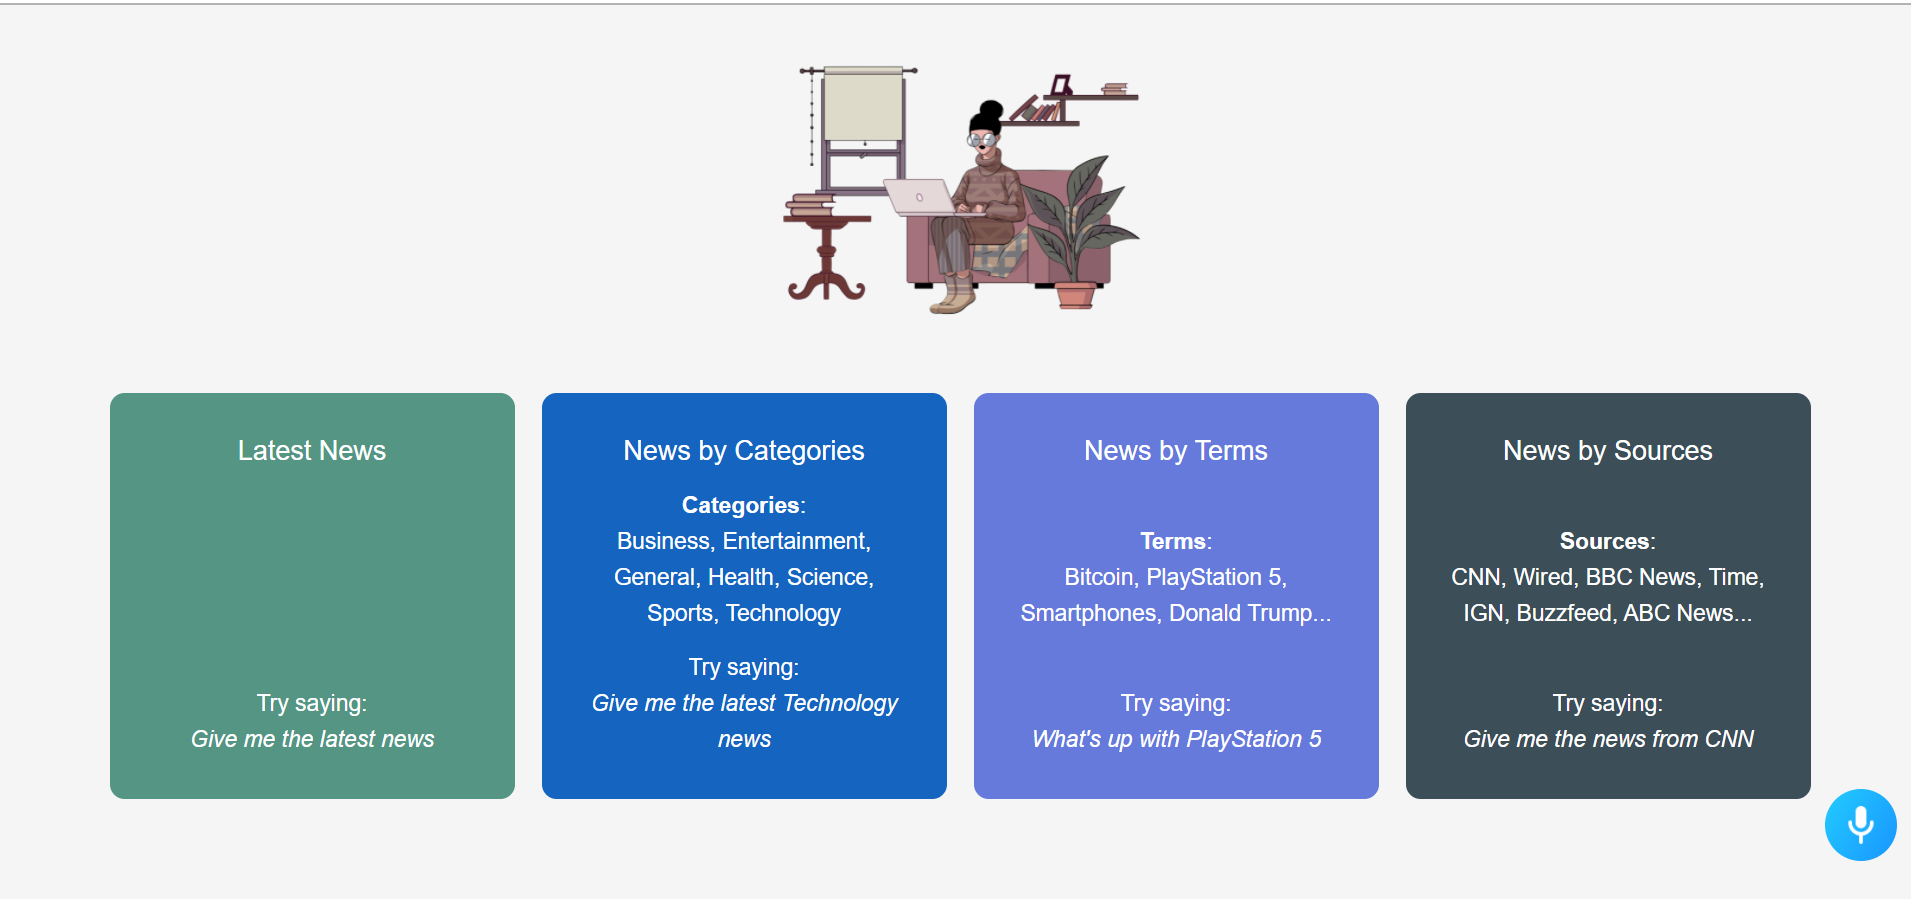 Latest News
Try saying:
Give me the latest news
News by Categories
Categories:
Business, Entertainment,
General, Health, Science,
Sports, Technology
Try saying:
Give me the latest Technology
news
News by Terms
Terms:
Bitcoin, PlayStation 5,
Smartphones, Donald Trump...
Try saying:
What's up with PlayStation 5
News by Sources
Sources:
CNN, Wired, BBC News, Time,
IGN, Buzzfeed, ABC News...
Try saying:
Give me the news from CNN